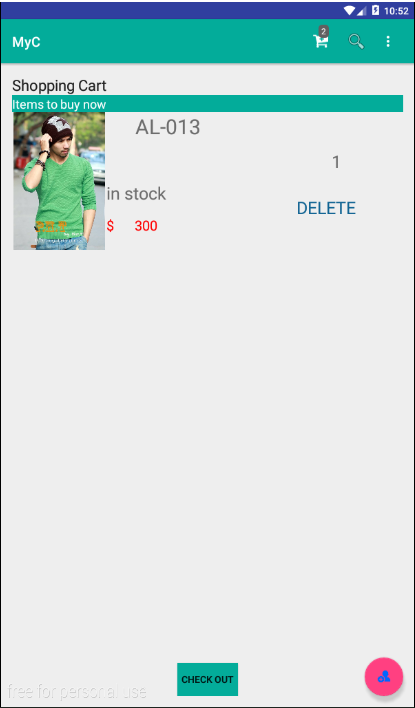 10:52
MyC
2
Shopping Cart
Items to buy now
AL-013
1
in stock
DELETE
$ 300
CHECK OUT
free for personal use